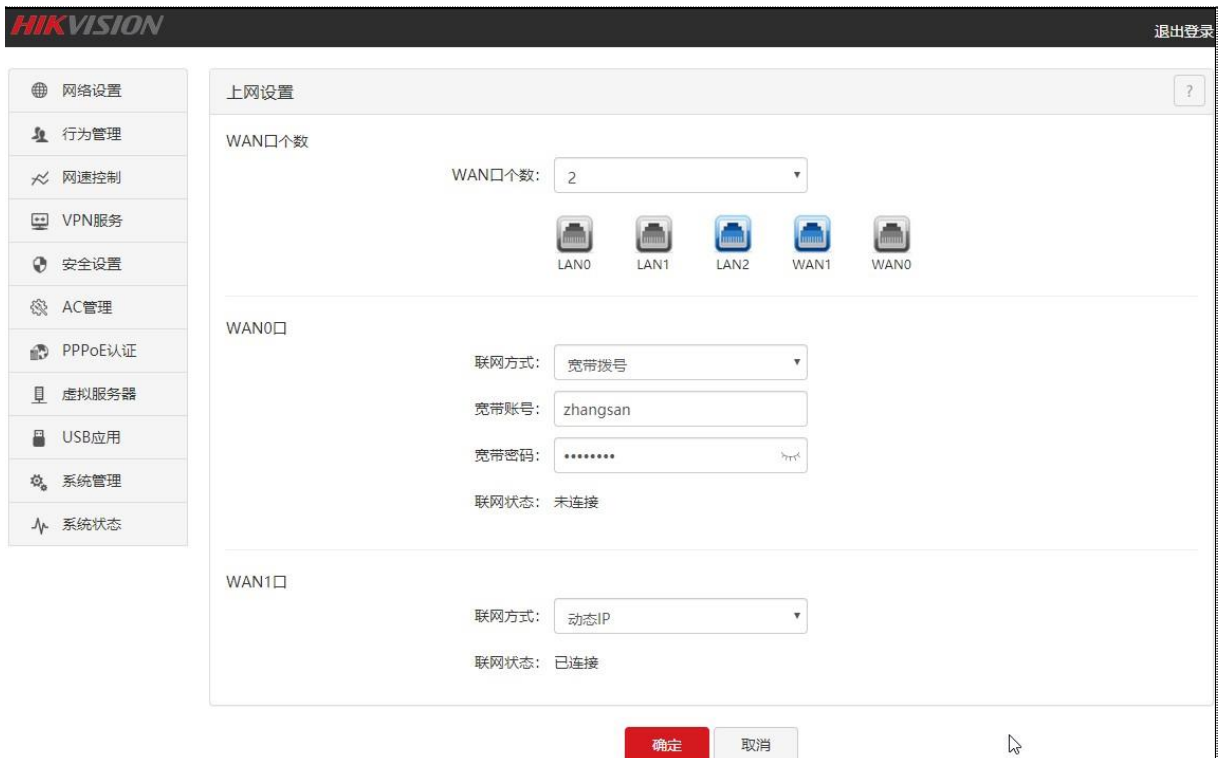 HIKVISION
退出登录
网络设置
行为管理
网速控制
VPN服务
安全设置
AC管理
PPPoE认证
虚拟服务器
USB应用
系统管理
系统状态
上网设置
?
WAN口个数
WAN口个数： 2
LAN0 LAN1 LAN2 WAN1 WAN0
WAN0口
联网方式： 宽带拨号
宽带账号： zhangsan
宽带密码： ••••••••
联网状态： 未连接
WAN1口
联网方式： 动态IP
联网状态： 已连接
确定 取消